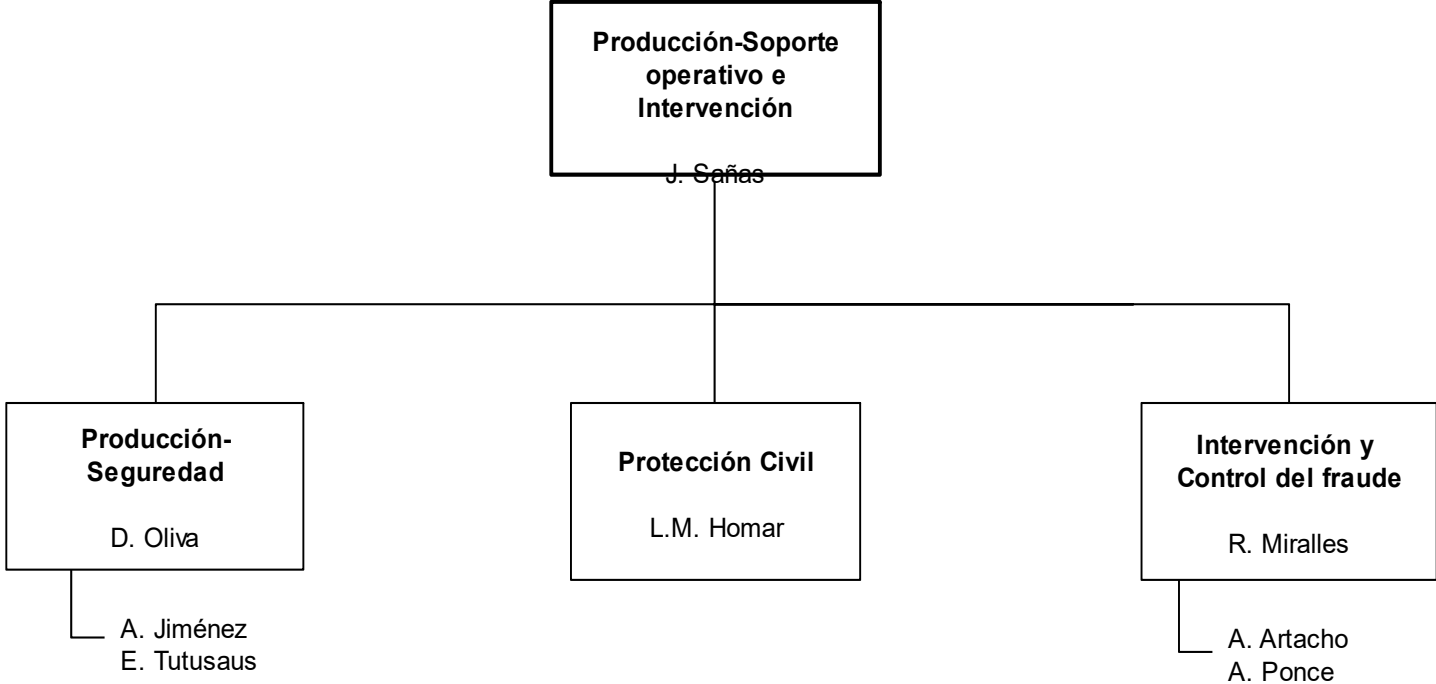 Producción-Soporte
operativo e
Intervención
J. Sañas
Producción-
Seguredad
D. Oliva
A. Jiménez
E. Tutusaus
Protección Civil
L.M. Homar
Intervención y
Control del fraude
R. Miralles
A. Artacho
A. Ponce